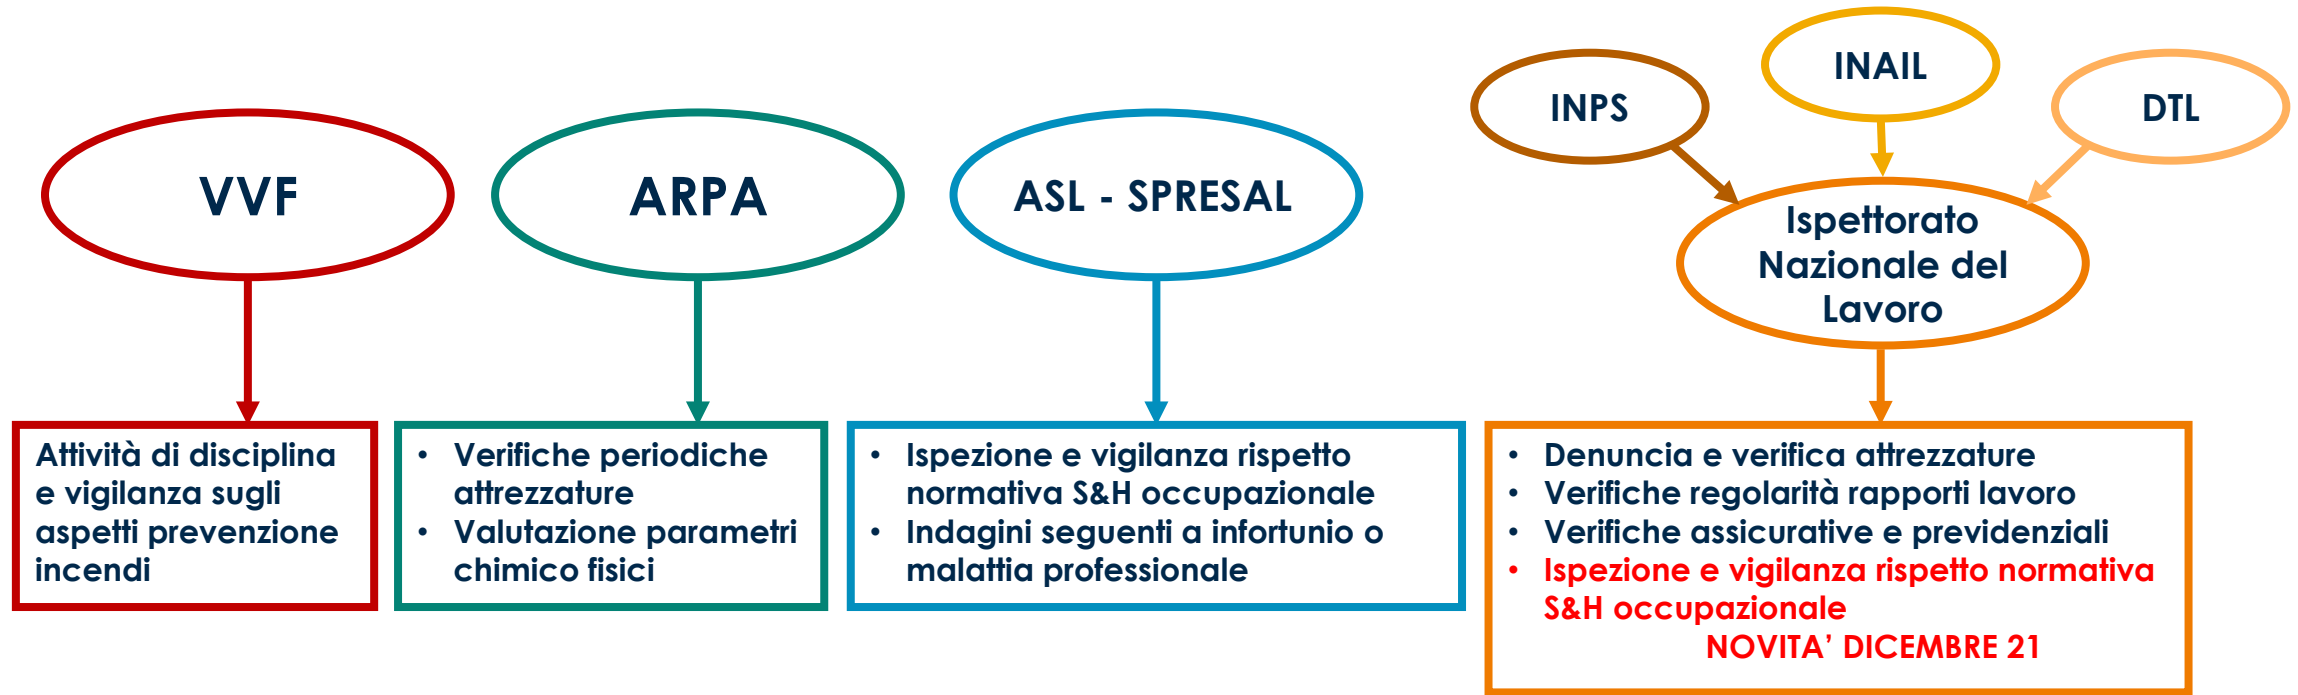 VVF
ARPA
ASL - SPRESAL
INPS
INAIL
DTL
Ispettorato
Nazionale del
Lavoro
Attività di disciplina
e vigilanza sugli
aspetti prevenzione
incendi
• Verifiche periodiche
attrezzature
• Valutazione parametri
chimico fisici
• Ispezione e vigilanza rispetto
normativa S&H occupazionale
• Indagini seguenti a infortunio o
malattia professionale
• Denuncia e verifica attrezzature
• Verifiche regolarità rapporti lavoro
• Verifiche assicurative e previdenziali
• Ispezione e vigilanza rispetto normativa
S&H occupazionale
NOVITA’ DICEMBRE 21